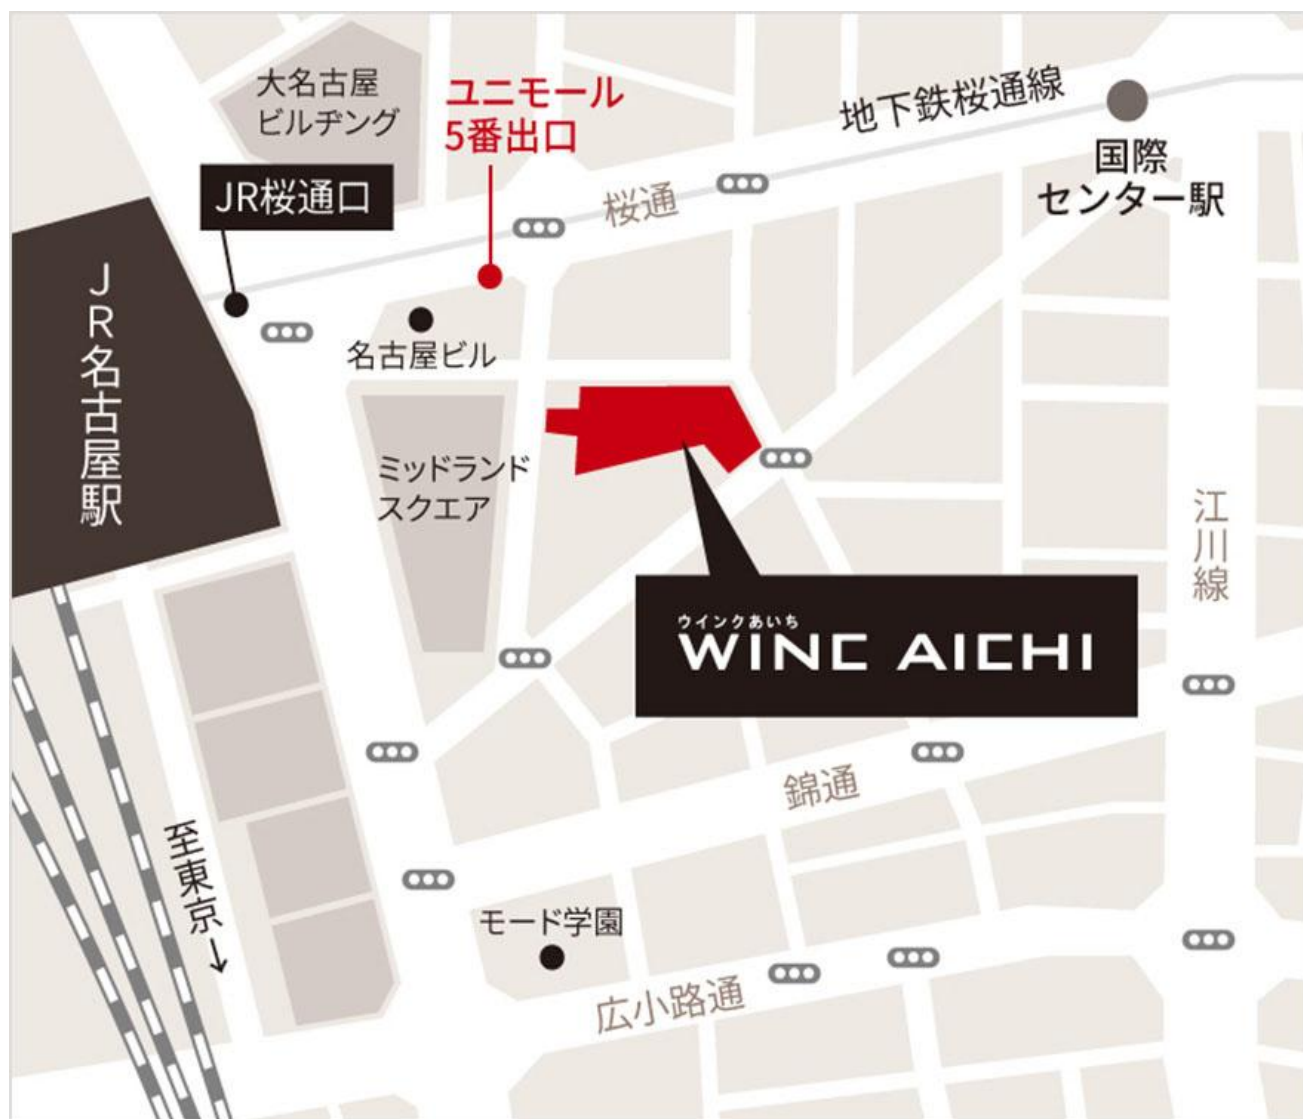 大名古屋
ビルヂング
ユニモール
5番出口
地下鉄桜通線
国際
センター駅
JR桜通口
桜通
JR名古屋駅
名古屋ビル
ミッドランド
スクエア
江川線
ウインクあいち
WINC AICHI
錦通
至東京↓
モード学園
広小路通